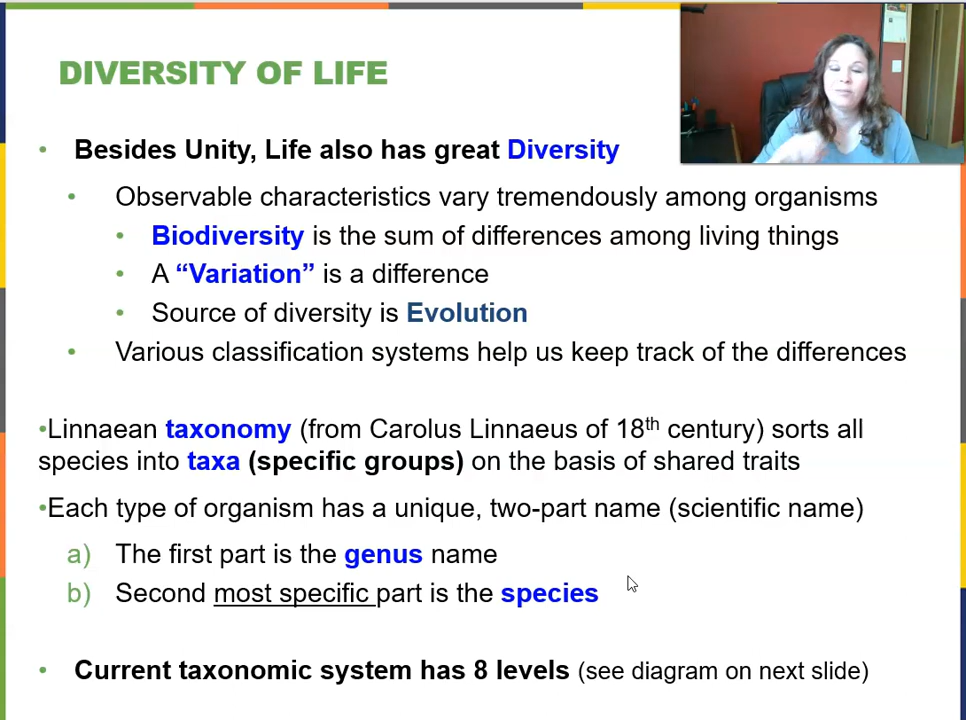 DIVERSITY OF LIFE
• Besides Unity, Life also has great Diversity
• Observable characteristics vary tremendously among organisms
• Biodiversity is the sum of differences among living things
• A “Variation” is a difference
• Source of diversity is Evolution
• Various classification systems help us keep track of the differences
•Linnaean taxonomy (from Carolus Linnaeus of 18th century) sorts all
species into taxa (specific groups) on the basis of shared traits
•Each type of organism has a unique, two-part name (scientific name)
a) The first part is the genus name
b) Second most specific part is the species
• Current taxonomic system has 8 levels (see diagram on next slide)